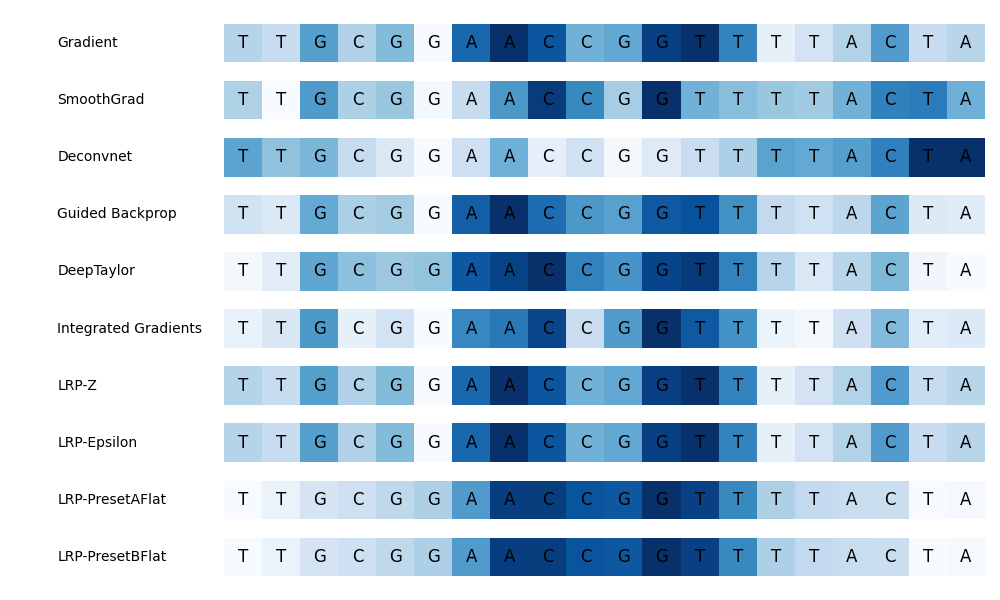 Gradient T T G C G G A A C C G G T T T T A C T A
SmoothGrad T T G C G G A A C C G G T T T T A C T A
Deconvnet T T G C G G A A C C G G T T T T A C T A
Guided Backprop T T G C G G A A C C G G T T T T A C T A
DeepTaylor T T G C G G A A C C G G T T T T A C T A
Integrated Gradients T T G C G G A A C C G G T T T T A C T A
LRP-Z T T G C G G A A C C G G T T T T A C T A
LRP-Epsilon T T G C G G A A C C G G T T T T A C T A
LRP-PresetAFlat T T G C G G A A C C G G T T T T A C T A
LRP-PresetBFlat T T G C G G A A C C G G T T T T A C T A